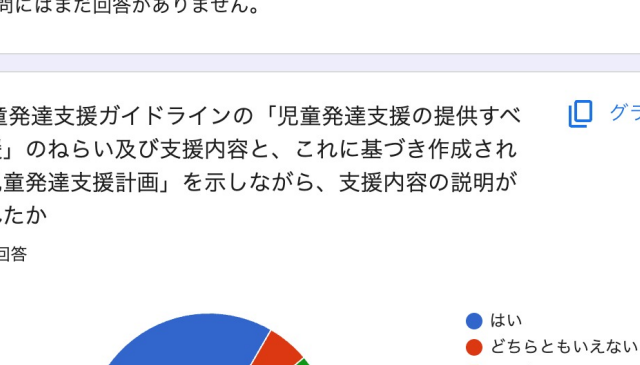 問にはまだ回答がありません。
童発達支援ガイドラインの「児童発達支援の提供すべ
グラ
」のねらい及び支援内容と、これに基づき作成され
童発達支援計画」を示しながら、支援内容の説明が
たか
回答
はい
どちらともいえない